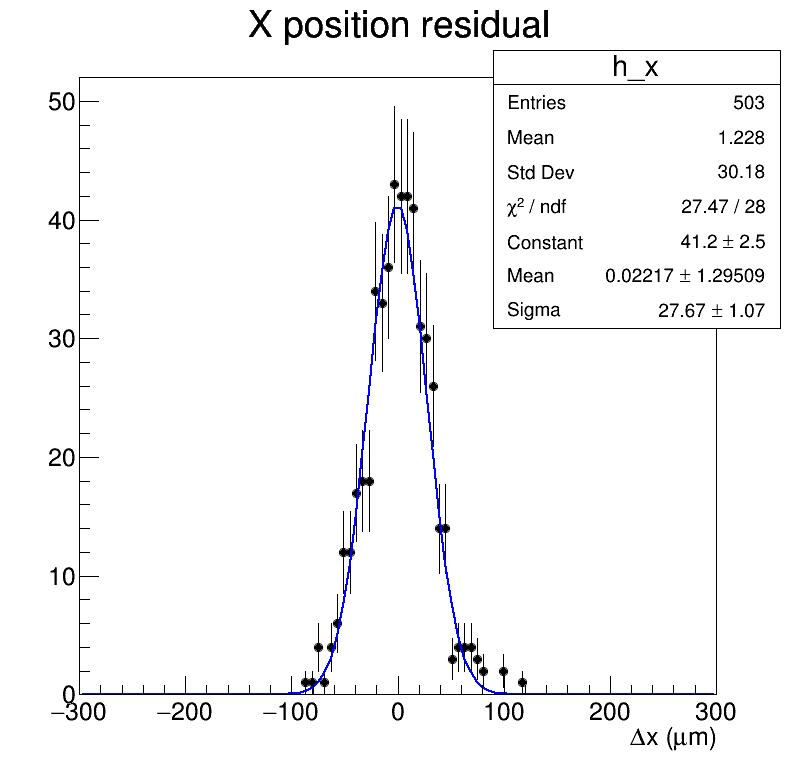 X position residual
h_x
Entries 503
Mean 1.228
Std Dev 30.18
χ² / ndf 27.47 / 28
Constant 41.2 ± 2.5
Mean 0.02217 ± 1.29509
Sigma 27.67 ± 1.07
50
40
30
20
10
0
−300 −200 −100 0 100 200 300
Δx (μm)